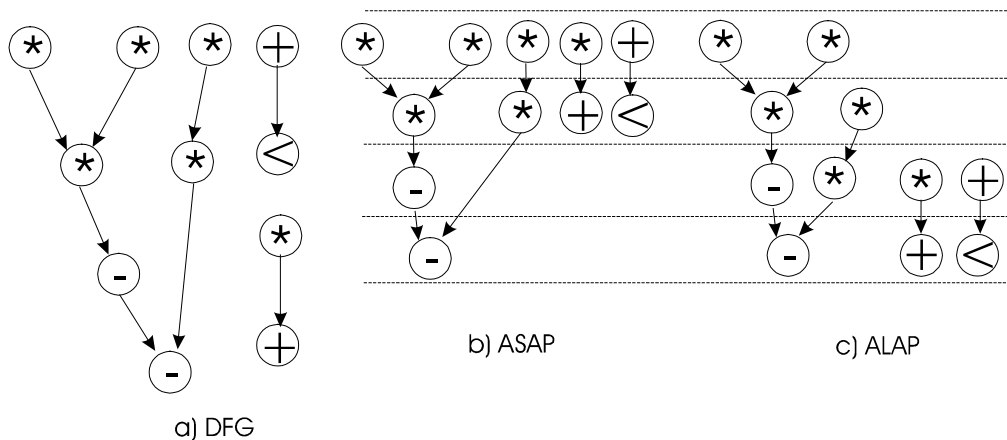 * * * + * * * * + * *
* * + < * *
* * < - * * +
* - - + <
- + -
b) ASAP c) ALAP
a) DFG